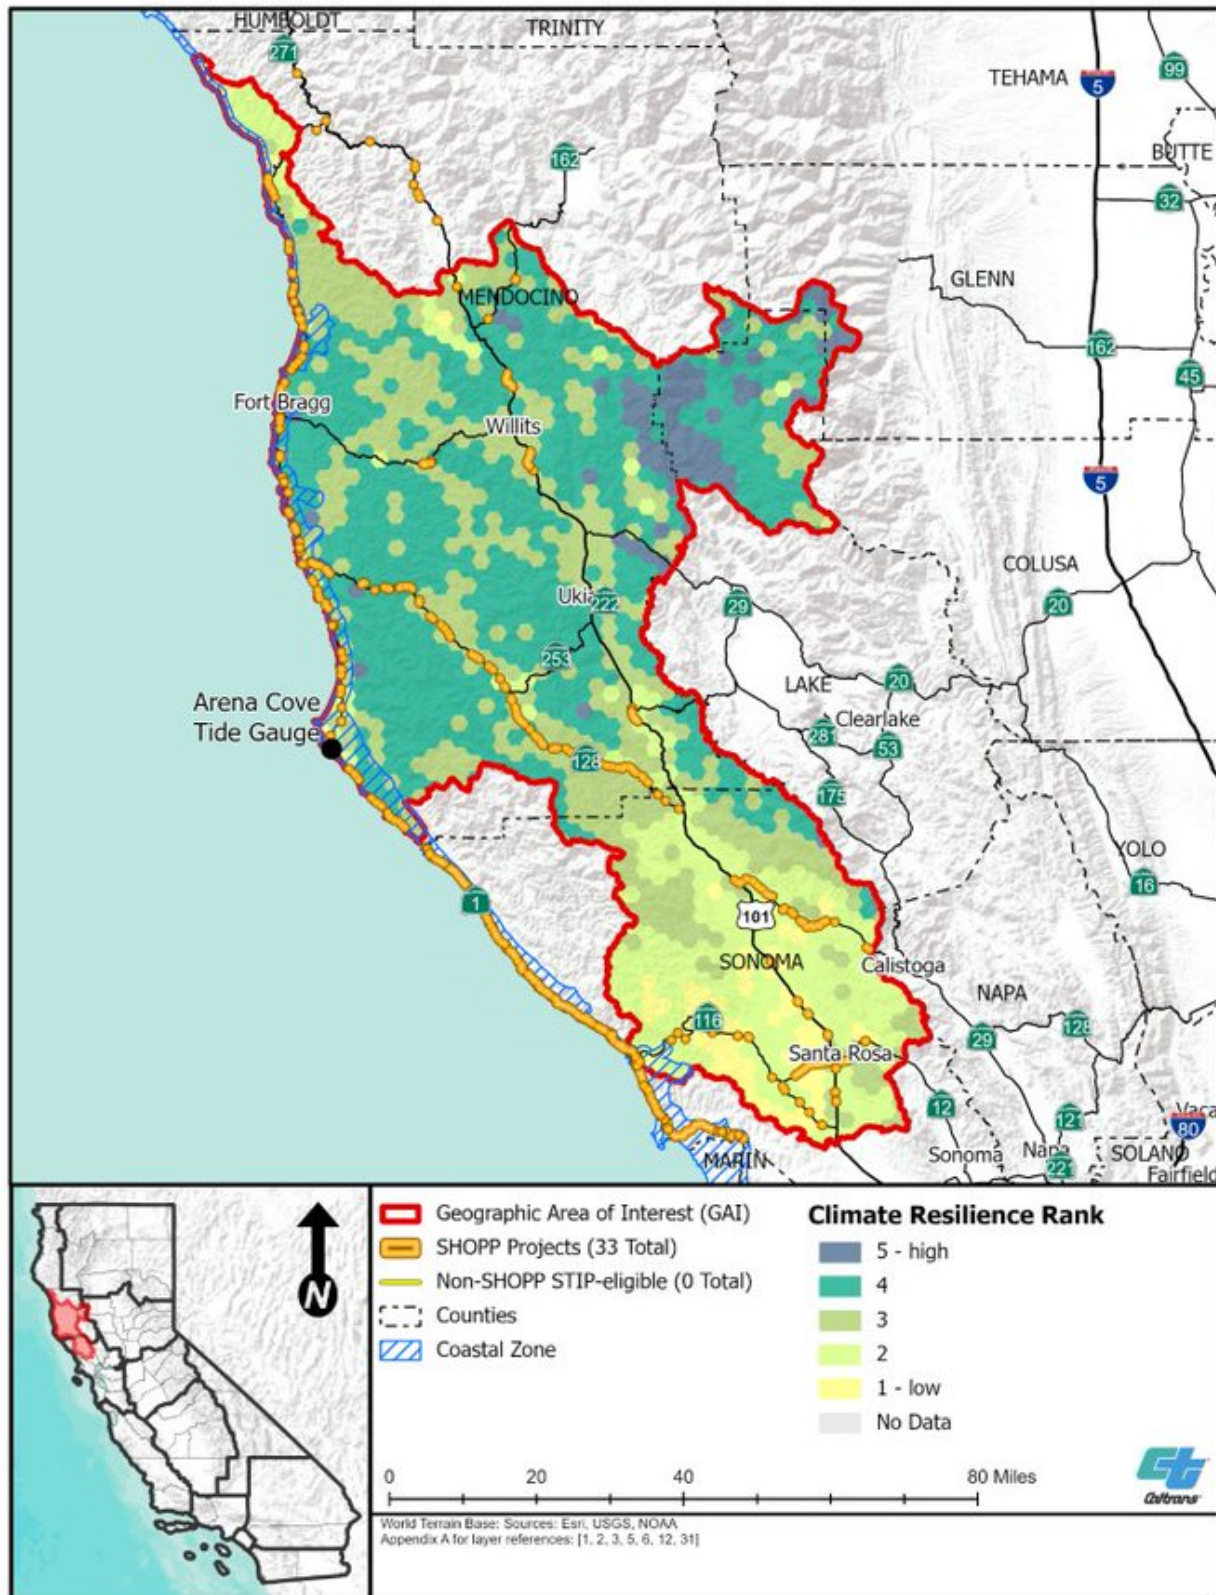 HUMBOLDT
TRINITY
271
TEHAMA
5
99
162
BUTTE
32
GLENN
MENDOCINO
162
45
Fort Bragg
Willits
5
COLUSA
Ukia
222
29
20
253
LAKE
20
Arena Cove
Tide Gauge
Clearlake
281
53
128
175
YOLO
16
1
101
SONOMA
Calistoga
NAPA
116
128
29
Santa Rosa
12
121
Vaca
80
MARIN
Sonoma
Napa
221
SOLANO
Fairfield
N
Geographic Area of Interest (GAI)
SHOPP Projects (33 Total)
Non-SHOPP STIP-eligible (0 Total)
Counties
Coastal Zone
Climate Resilience Rank
5 - high
4
3
2
1 - low
No Data
0 20 40 80 Miles
Caltrans
World Terrain Base: Sources: Esri, USGS, NOAA
Appendix A for layer references: [1, 2, 3, 5, 6, 12, 31]